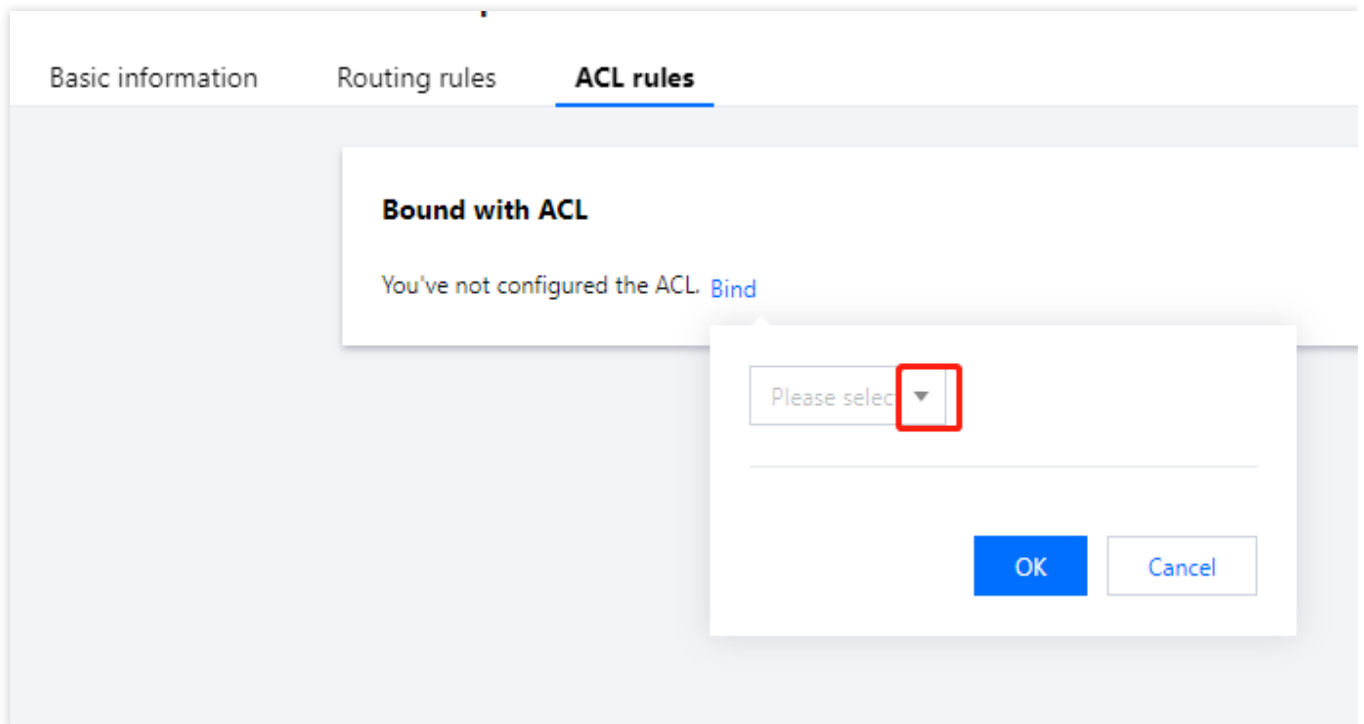 Basic information Routing rules ACL rules
Bound with ACL
You've not configured the ACL. Bind
Please select
OK Cancel